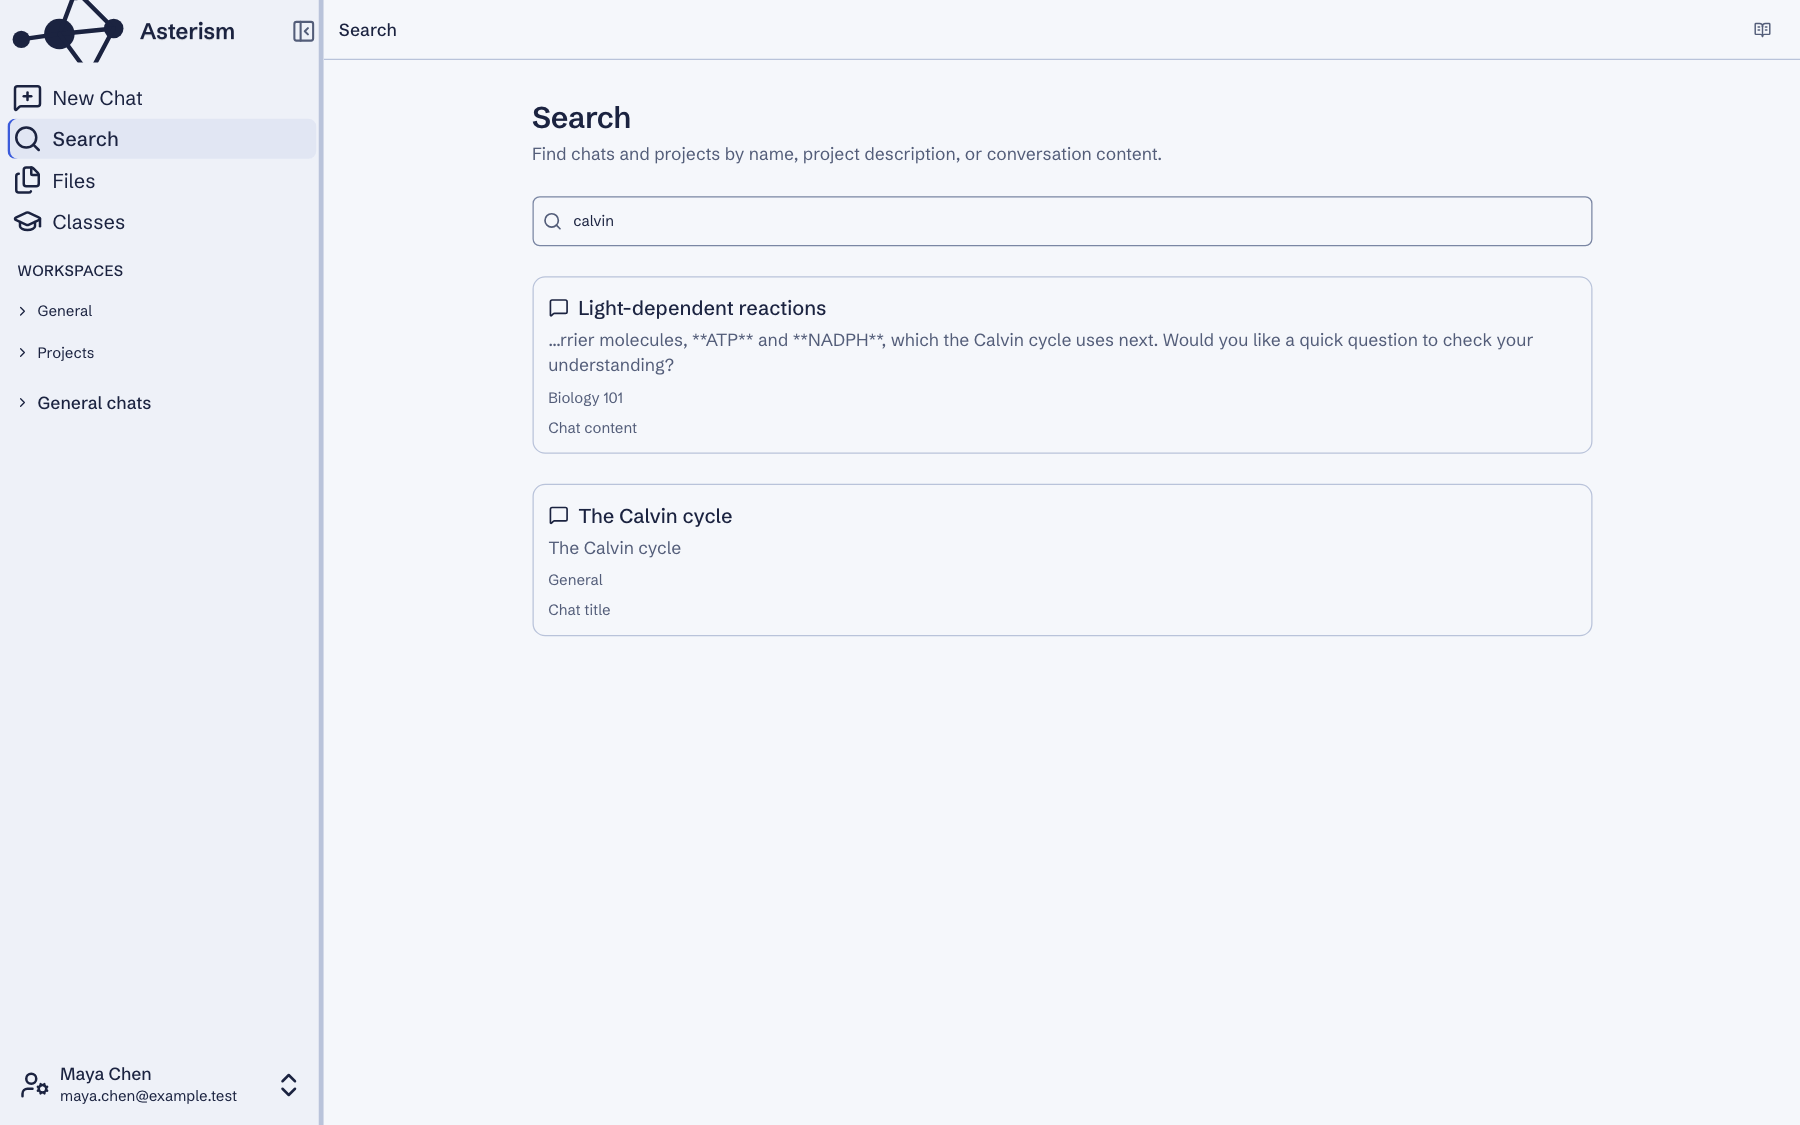 Asterism
New Chat
Search
Files
Classes
WORKSPACES
General
Projects
General chats
Maya Chen
maya.chen@example.test
Search
Search
Find chats and projects by name, project description, or conversation content.
calvin
Light-dependent reactions
...rrier molecules, **ATP** and **NADPH**, which the Calvin cycle uses next. Would you like a quick question to check your
understanding?
Biology 101
Chat content
The Calvin cycle
The Calvin cycle
General
Chat title